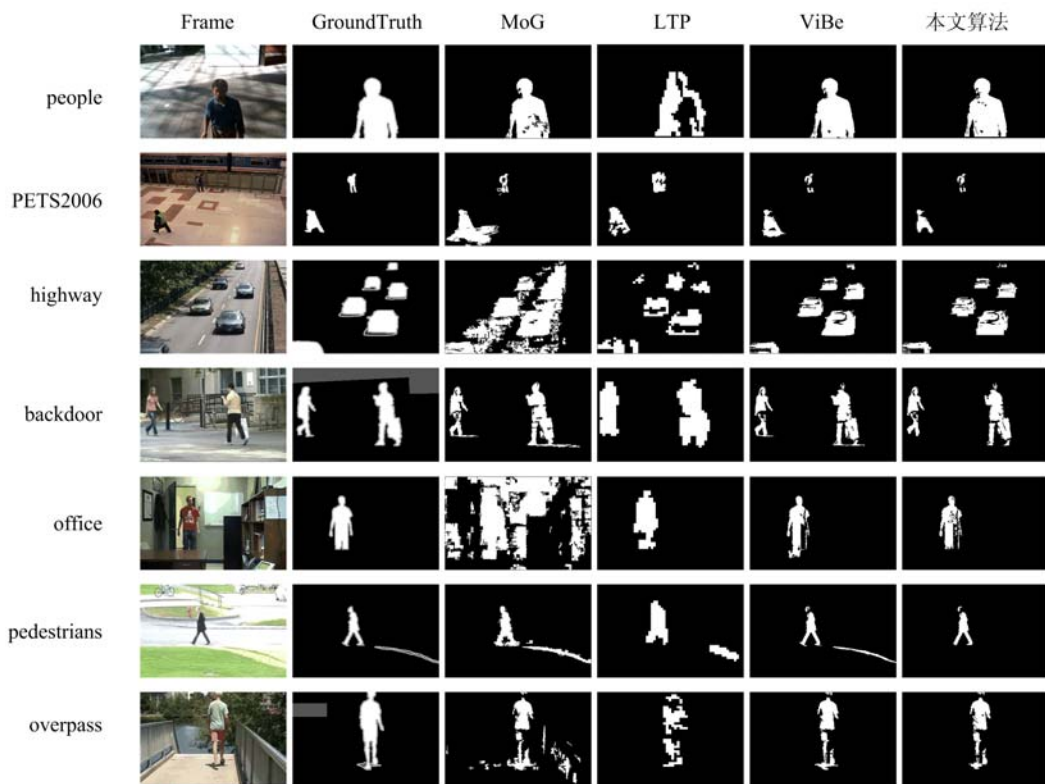 Frame GroundTruth MoG LTP ViBe 本文算法
people
PETS2006
highway
backdoor
office
pedestrians
overpass